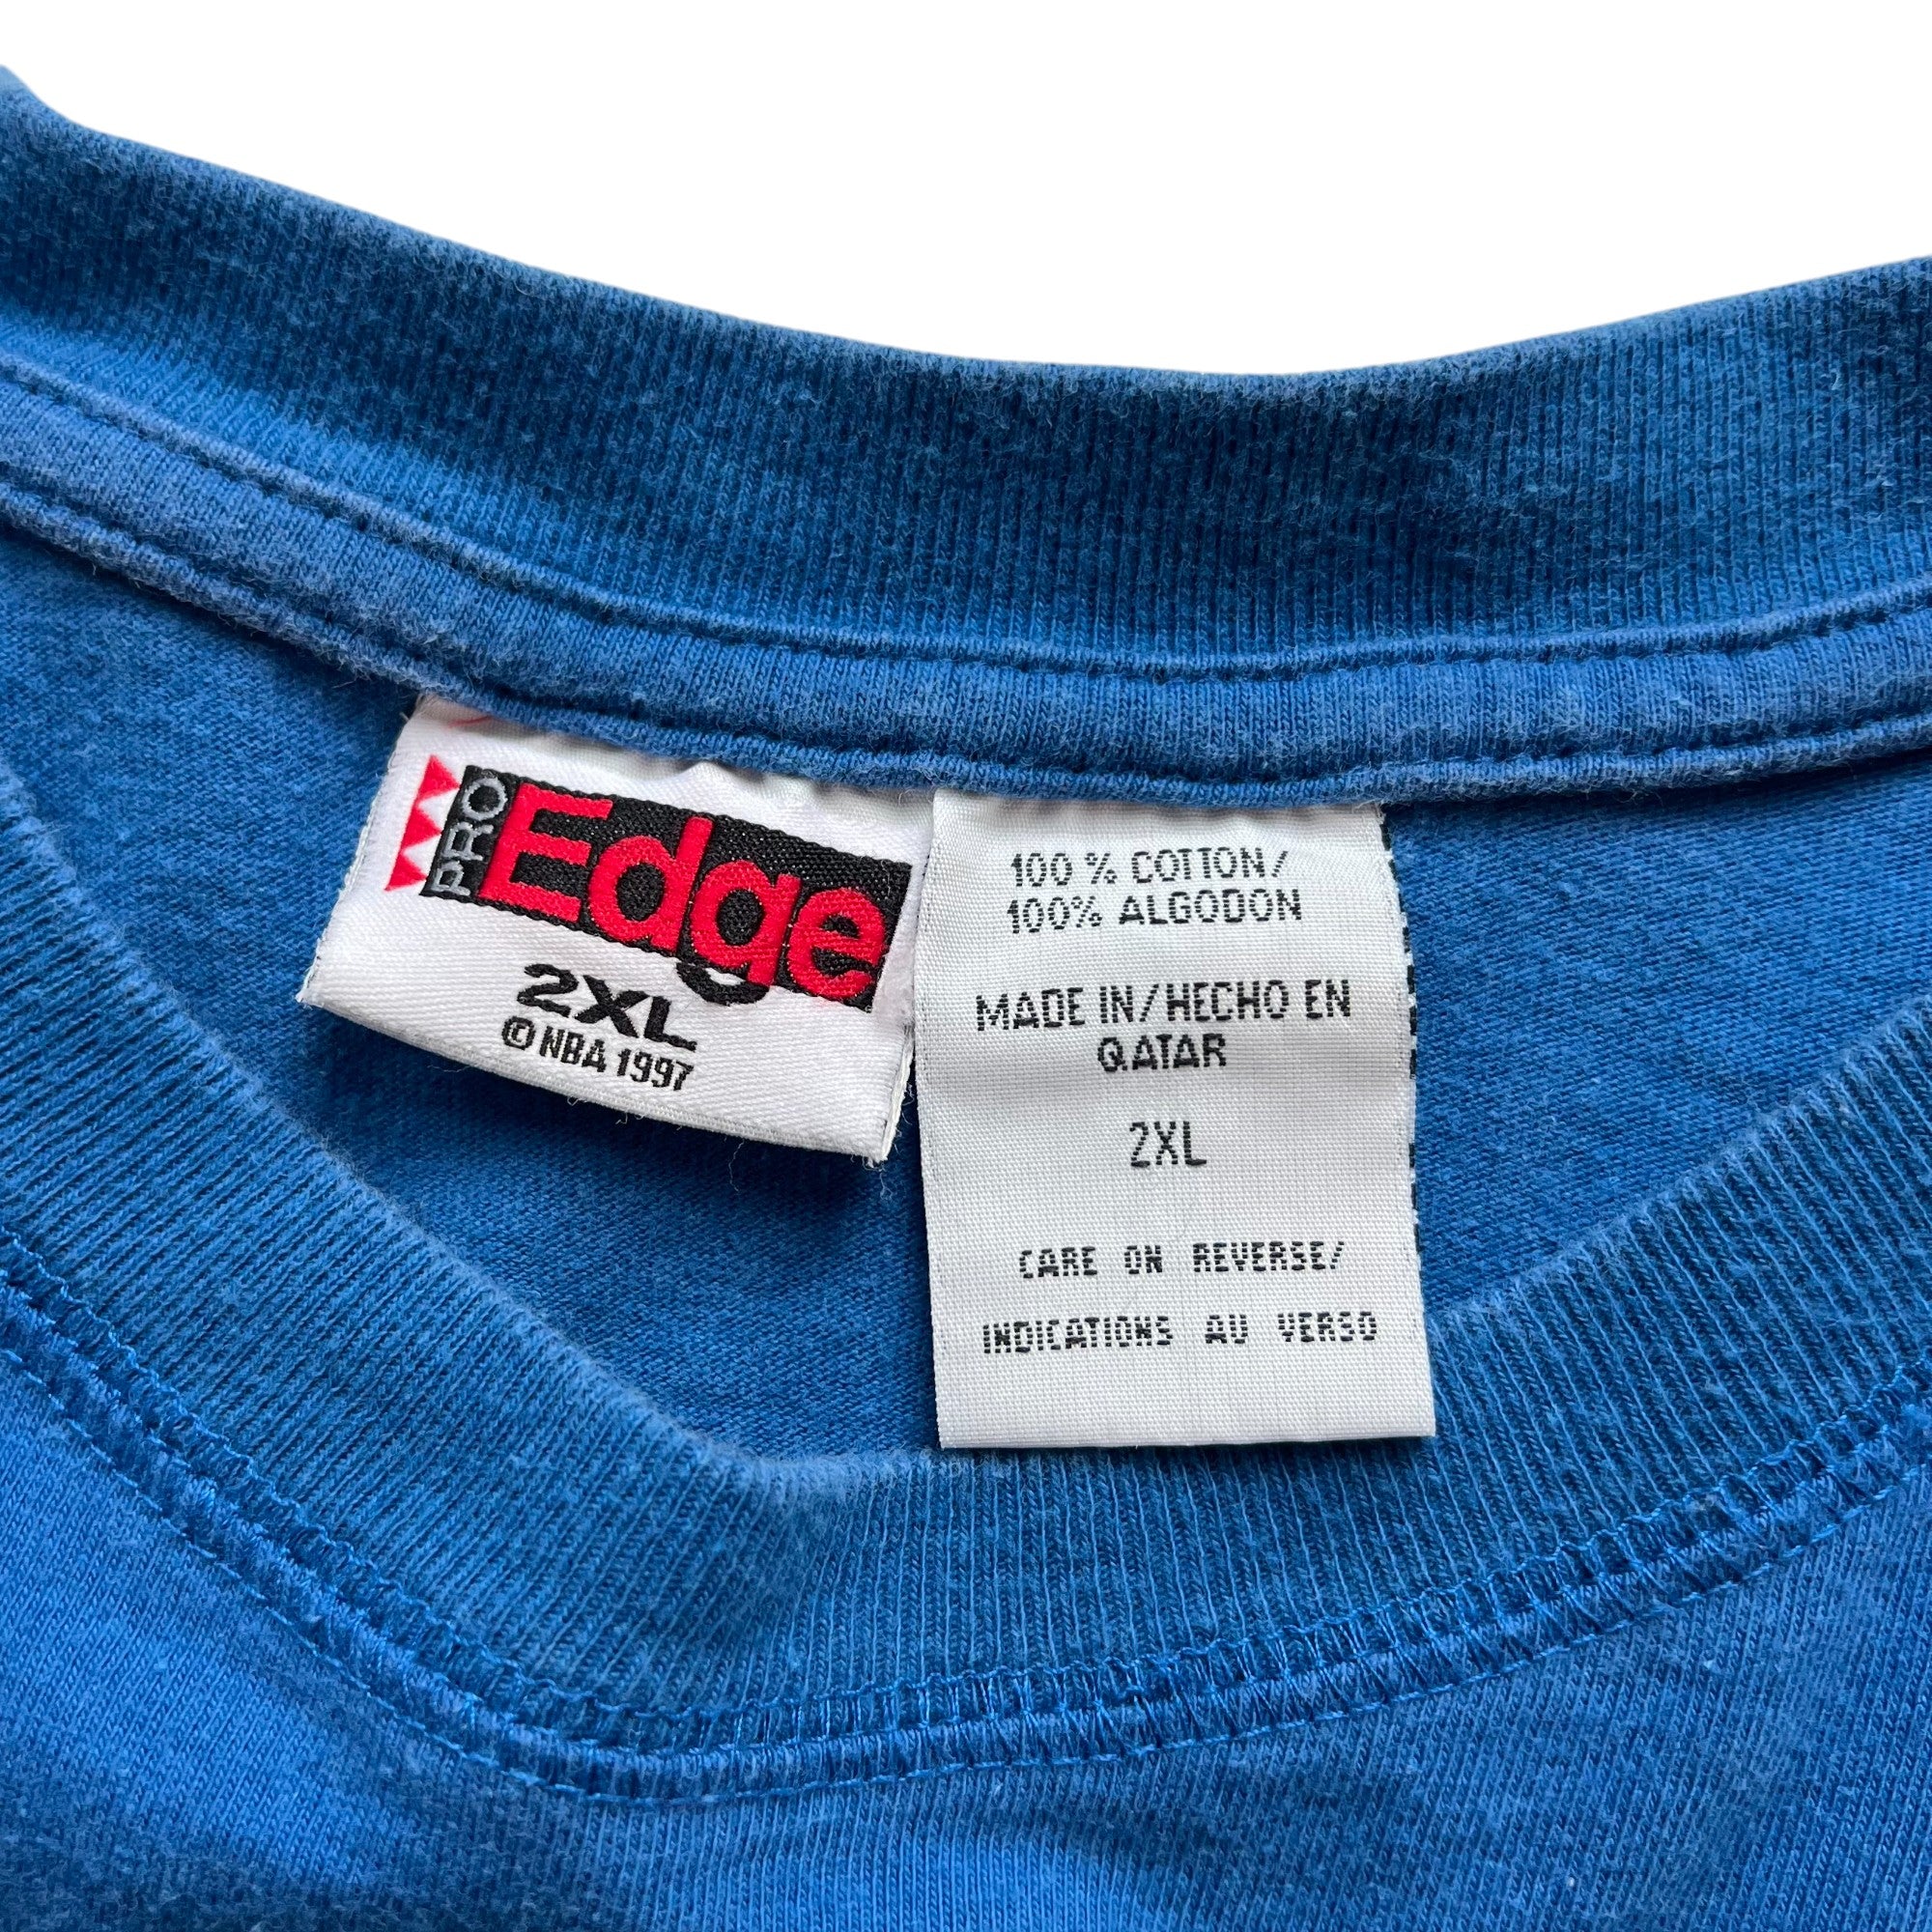 PRO Edge
2XL
© NBA 1997
100 % COTTON/
100% ALGODON
MADE IN/HECHO EN
QATAR
2XL
CARE ON REVERSE/
INDICATIONS AU VERSO